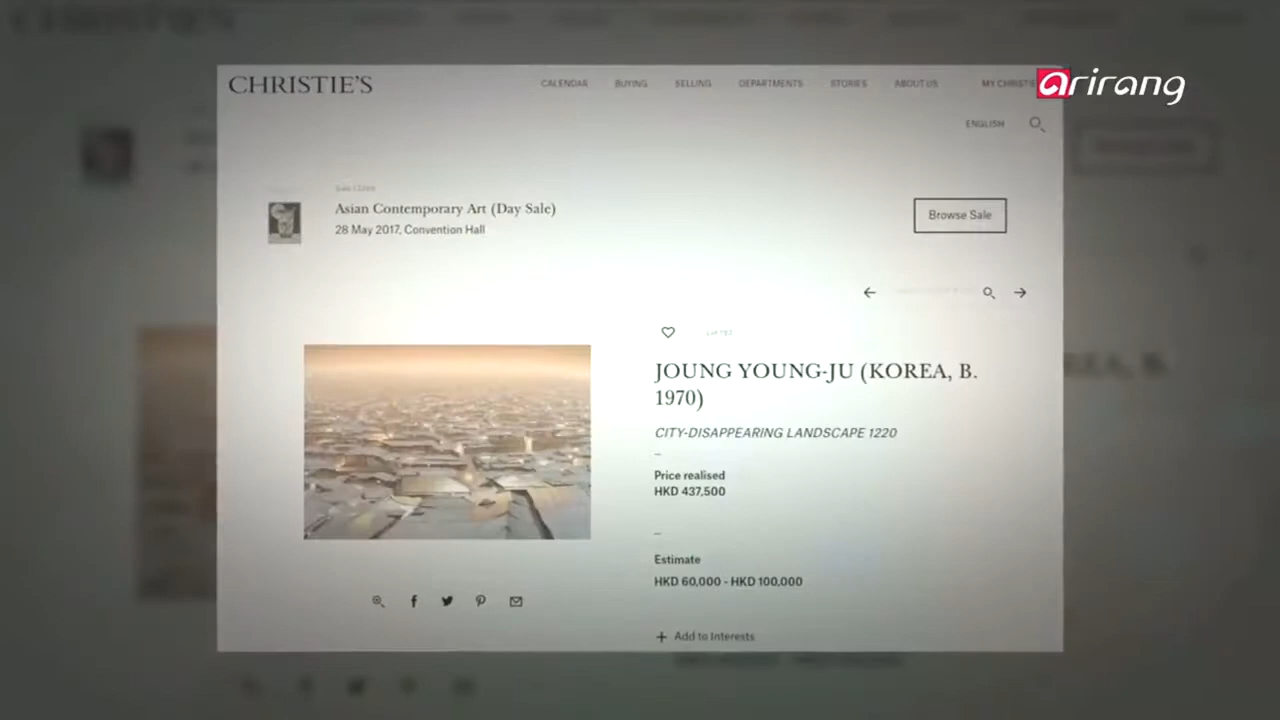 arirang
CHRISTIE'S
CALENDAR BUYING SELLING DEPARTMENTS STORIES ABOUT US MY CHRISTIE
ENGLISH
Asian Contemporary Art (Day Sale)
28 May 2017, Convention Hall
Browse Sale
JOUNG YOUNG-JU (KOREA, B.
1970)
CITY-DISAPPEARING LANDSCAPE 1220
Price realised
HKD 437,500
Estimate
HKD 60,000 - HKD 100,000
Add to Interests